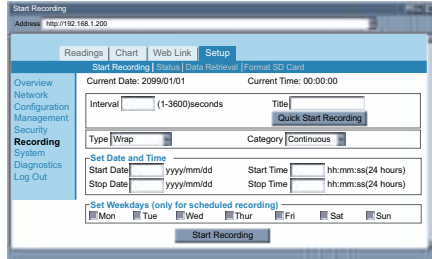 Start Recording
Address http://192.168.1.200
Readings Chart Web Link Setup
Start Recording | Status | Data Retrieval | Format SD Card
Overview
Network
Configuration
Management
Security
Recording
System
Diagnostics
Log Out
Current Date: 2099/01/01 Current Time: 00:00:00
Interval (1-3600)seconds Title
Quick Start Recording
Type Wrap Category Continuous
Set Date and Time
Start Date yyyy/mm/dd Start Time hh:mm:ss(24 hours)
Stop Date yyyy/mm/dd Stop Time hh:mm:ss(24 hours)
Set Weekdays (only for scheduled recording)
Mon Tue Wed Thur Fri Sat Sun
Start Recording